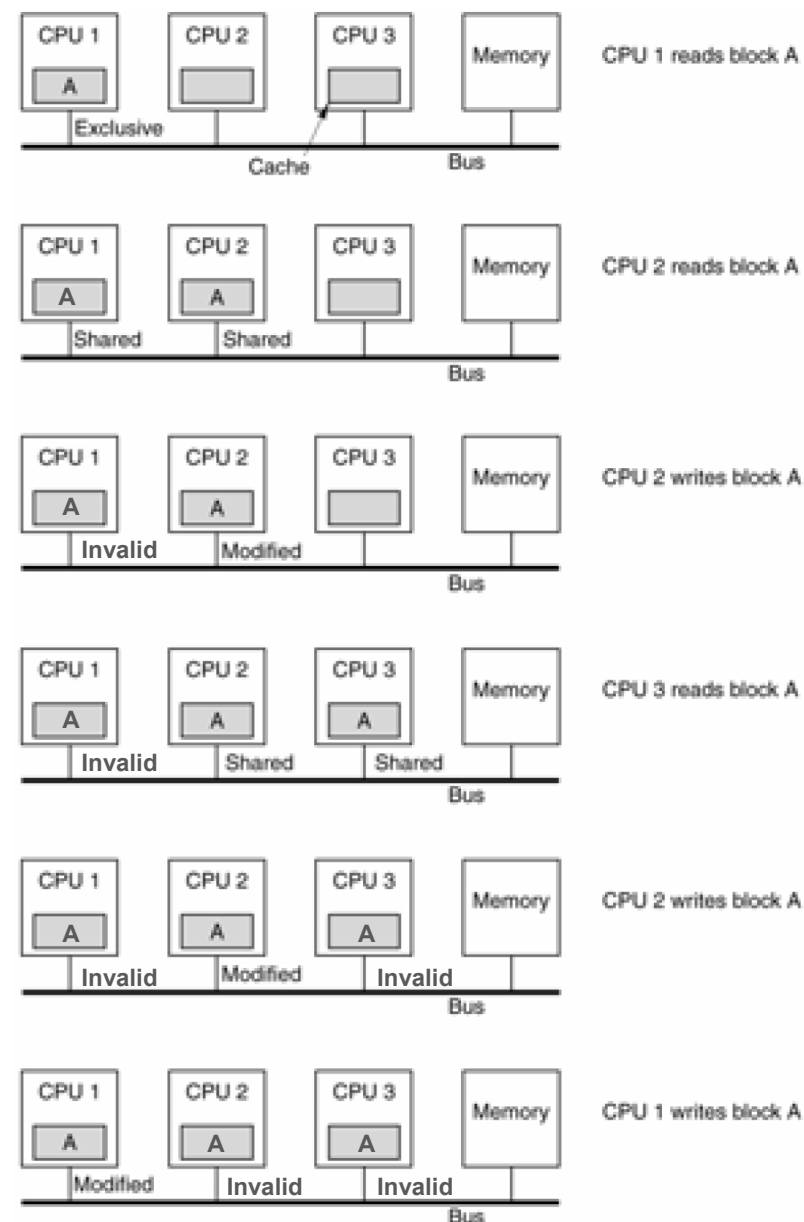 CPU 1 CPU 2 CPU 3 Memory CPU 1 reads block A
A
Exclusive
Cache Bus
CPU 1 CPU 2 CPU 3 Memory CPU 2 reads block A
A A
Shared Shared
Bus
CPU 1 CPU 2 CPU 3 Memory CPU 2 writes block A
A A
Invalid Modified
Bus
CPU 1 CPU 2 CPU 3 Memory CPU 3 reads block A
A A A
Invalid Shared Shared
Bus
CPU 1 CPU 2 CPU 3 Memory CPU 2 writes block A
A A A
Invalid Modified Invalid
Bus
CPU 1 CPU 2 CPU 3 Memory CPU 1 writes block A
A A A
Modified Invalid Invalid
Bus